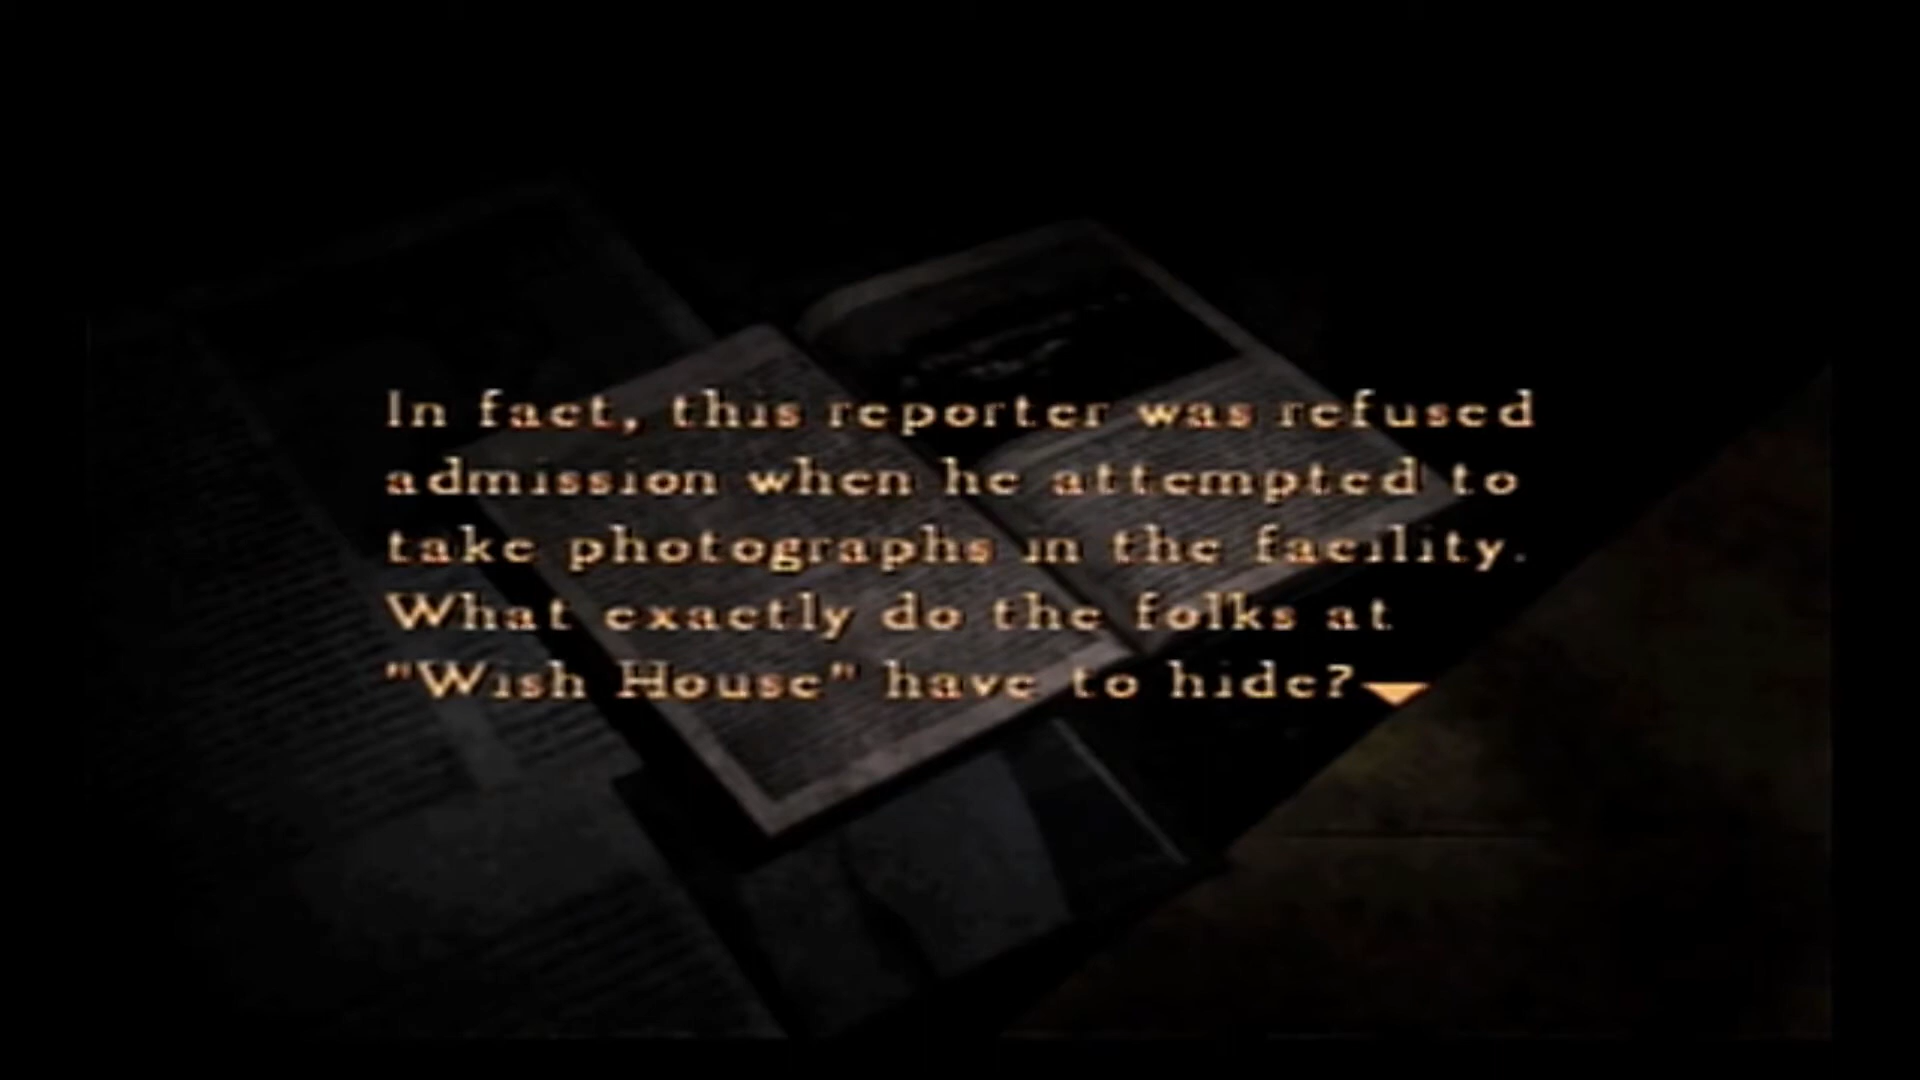 In fact, this reporter was refused
admission when he attempted to
take photographs in the facility.
What exactly do the folks at
"Wish House" have to hide?